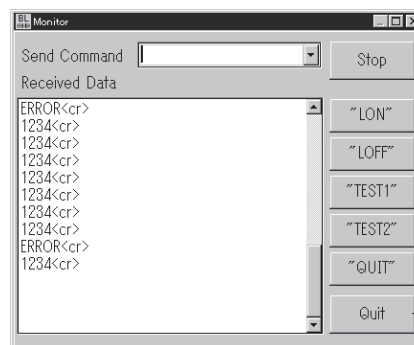 BL
Monitor
Send Command
Stop
Received Data
ERROR<cr>
1234<cr>
1234<cr>
1234<cr>
1234<cr>
1234<cr>
1234<cr>
1234<cr>
ERROR<cr>
1234<cr>
"LON"
"LOFF"
"TEST1"
"TEST2"
"QUIT"
Quit